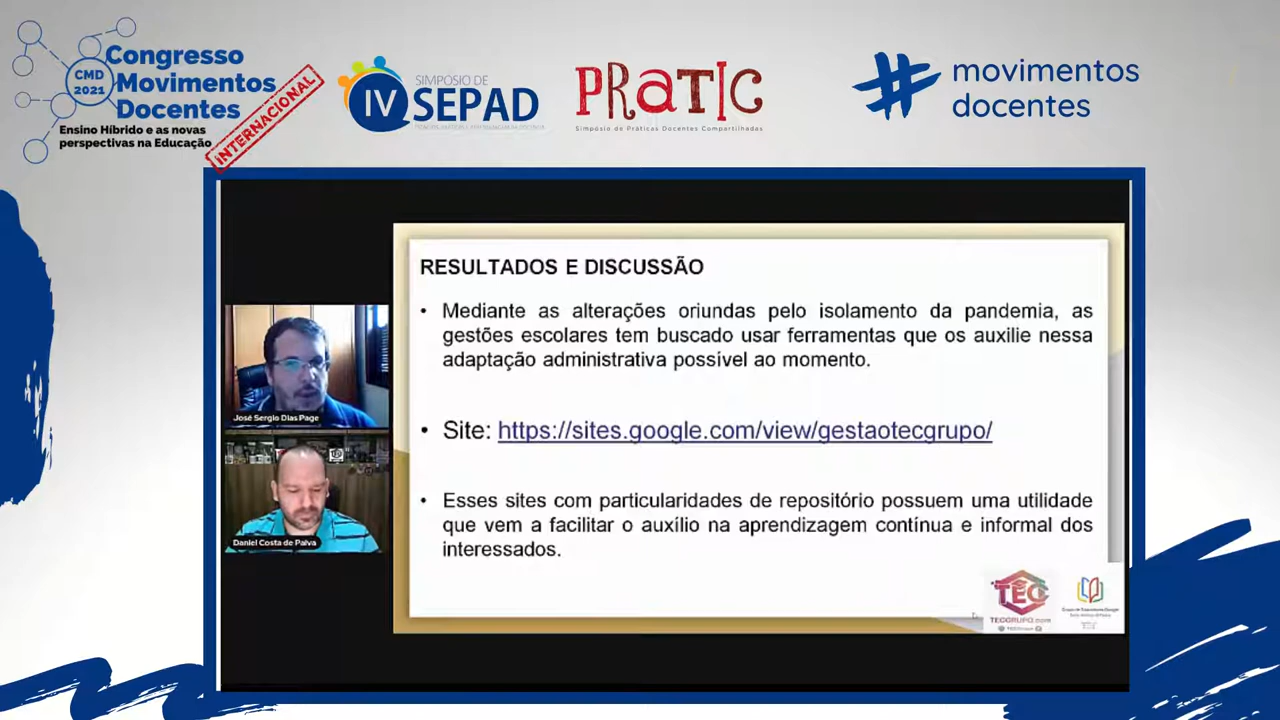 Congresso
Movimentos
Docentes
CMD
2021
Ensino Híbrido e as novas
perspectivas na Educação
INTERNACIONAL
SIMPÓSIO DE
IV SEPAD
PRATIC
Simpósio de Práticas Docentes Compartilhadas
# movimentos
docentes
RESULTADOS E DISCUSSÃO
• Mediante as alterações oriundas pelo isolamento da pandemia, as
gestões escolares tem buscado usar ferramentas que os auxilie nessa
adaptação administrativa possível ao momento.
• Site: https://sites.google.com/view/gestaotecgrupo/
• Esses sites com particularidades de repositório possuem uma utilidade
que vem a facilitar o auxílio na aprendizagem contínua e informal dos
interessados.
José Sergio Dias Page
Daniel Costa de Paiva
TEC
TECGRUPO.com